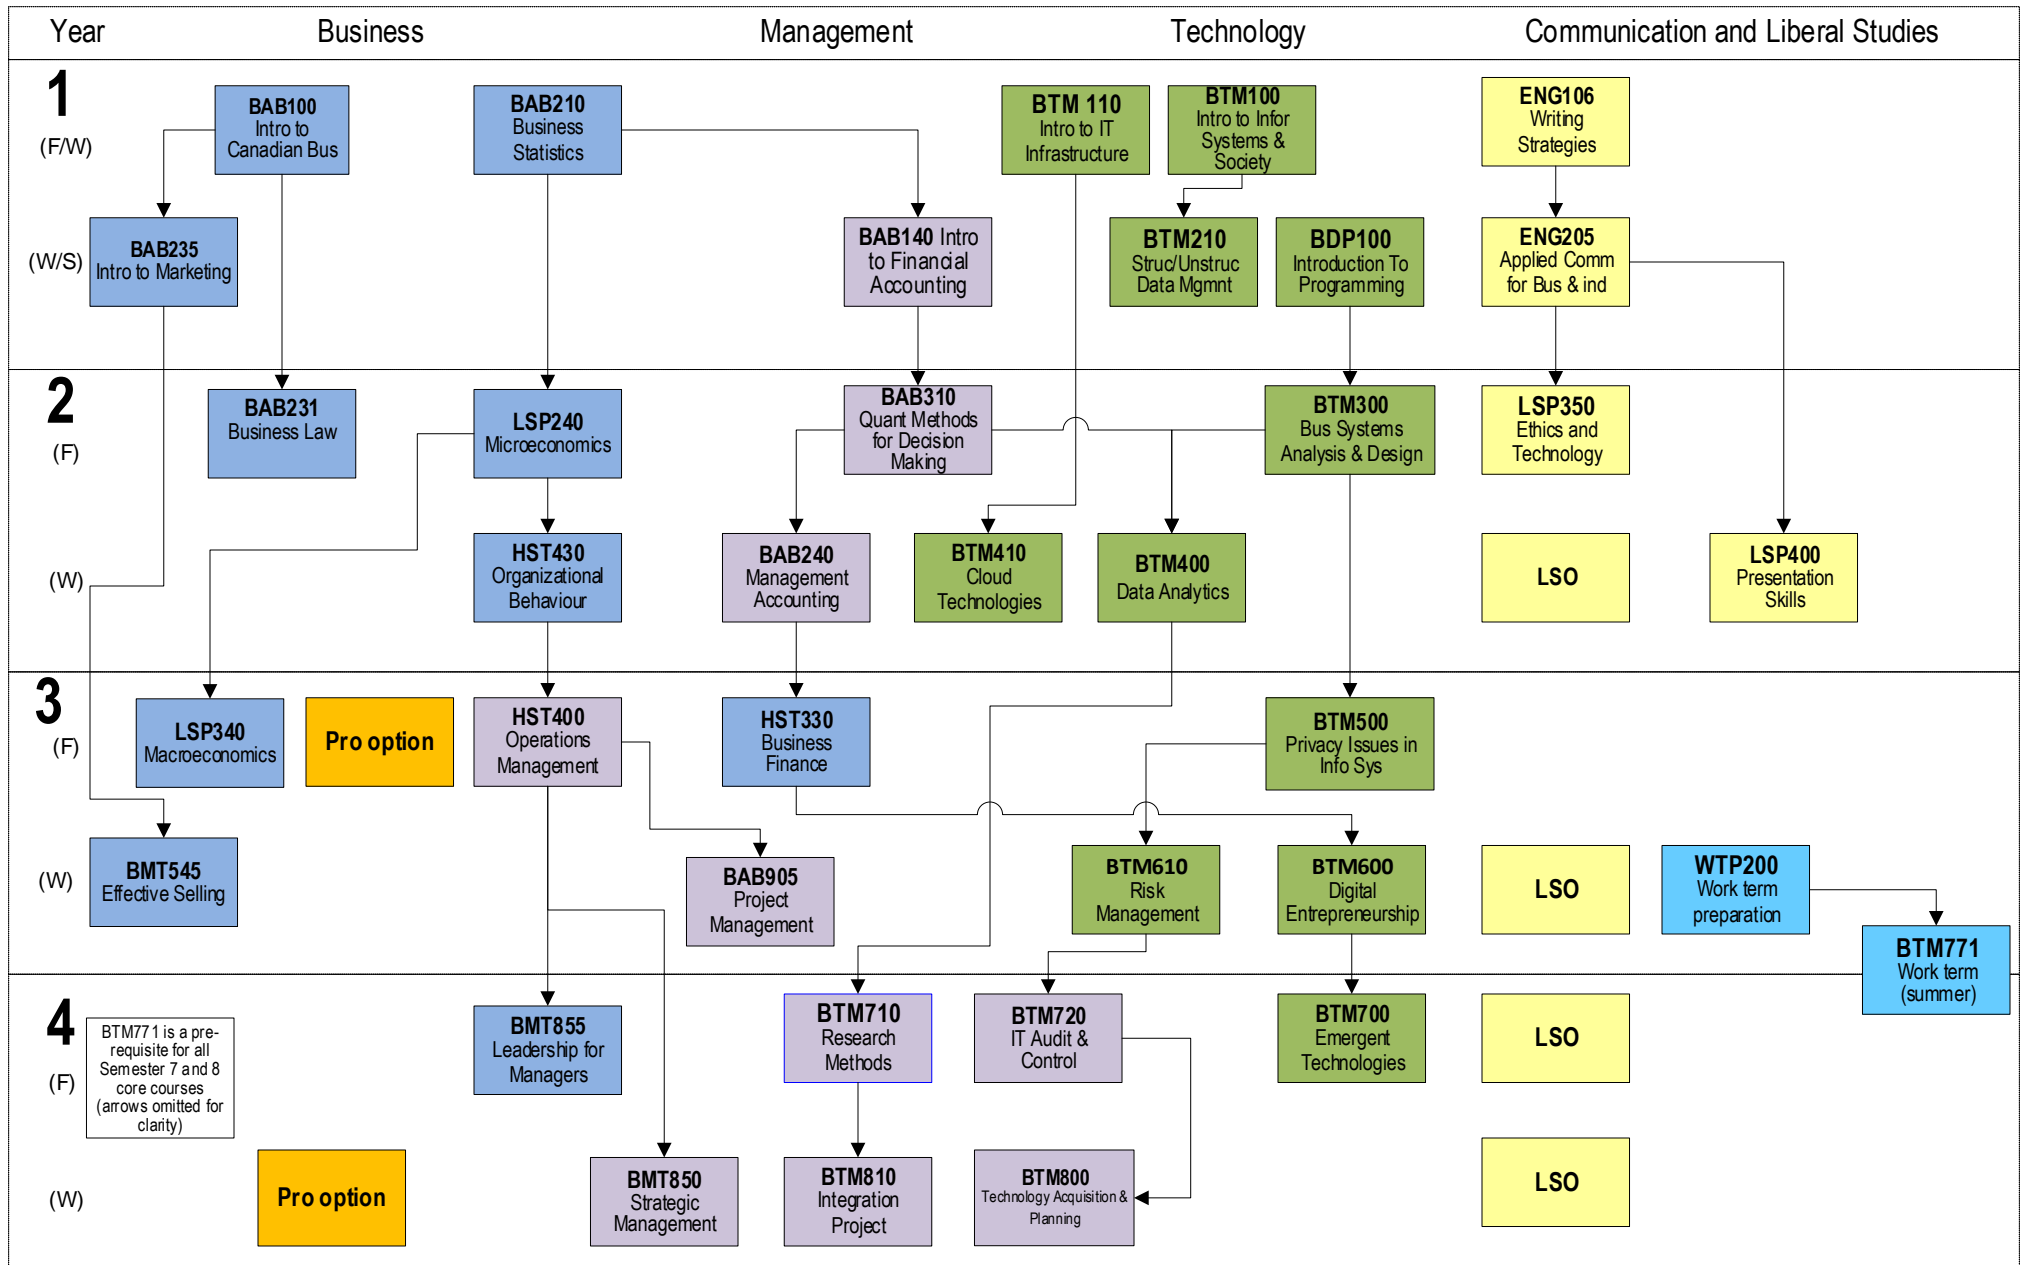 Year
Business
Management
Technology
Communication and Liberal Studies
1
(F/W)
BAB100
Intro to
Canadian Bus
BAB210
Business
Statistics
BTM 110
Intro to IT
Infrastructure
BTM100
Intro to Infor
Systems &
Society
ENG106
Writing
Strategies
(W/S)
BAB235
Intro to Marketing
BAB140 Intro
to Financial
Accounting
BTM210
Struc/Unstruc
Data Mgmnt
BDP100
Introduction To
Programming
ENG205
Applied Comm
for Bus & ind
2
(F)
BAB231
Business Law
LSP240
Microeconomics
BAB310
Quant Methods
for Decision
Making
BTM300
Bus Systems
Analysis & Design
LSP350
Ethics and
Technology
(W)
HST430
Organizational
Behaviour
BAB240
Management
Accounting
BTM410
Cloud
Technologies
BTM400
Data Analytics
LSO
LSP400
Presentation
Skills
3
(F)
LSP340
Macroeconomics
Pro option
HST400
Operations
Management
HST330
Business
Finance
BTM500
Privacy Issues in
Info Sys
(W)
BMT545
Effective Selling
BAB905
Project
Management
BTM610
Risk
Management
BTM600
Digital
Entrepreneurship
LSO
WTP200
Work term
preparation
BTM771
Work term
(summer)
4
(F)
BTM771 is a pre-
requisite for all
Semester 7 and 8
core courses
(arrows omitted for
clarity)
BMT855
Leadership for
Managers
BTM710
Research
Methods
BTM720
IT Audit &
Control
BTM700
Emergent
Technologies
LSO
(W)
Pro option
BMT850
Strategic
Management
BTM810
Integration
Project
BTM800
Technology Acquisition &
Planning
LSO